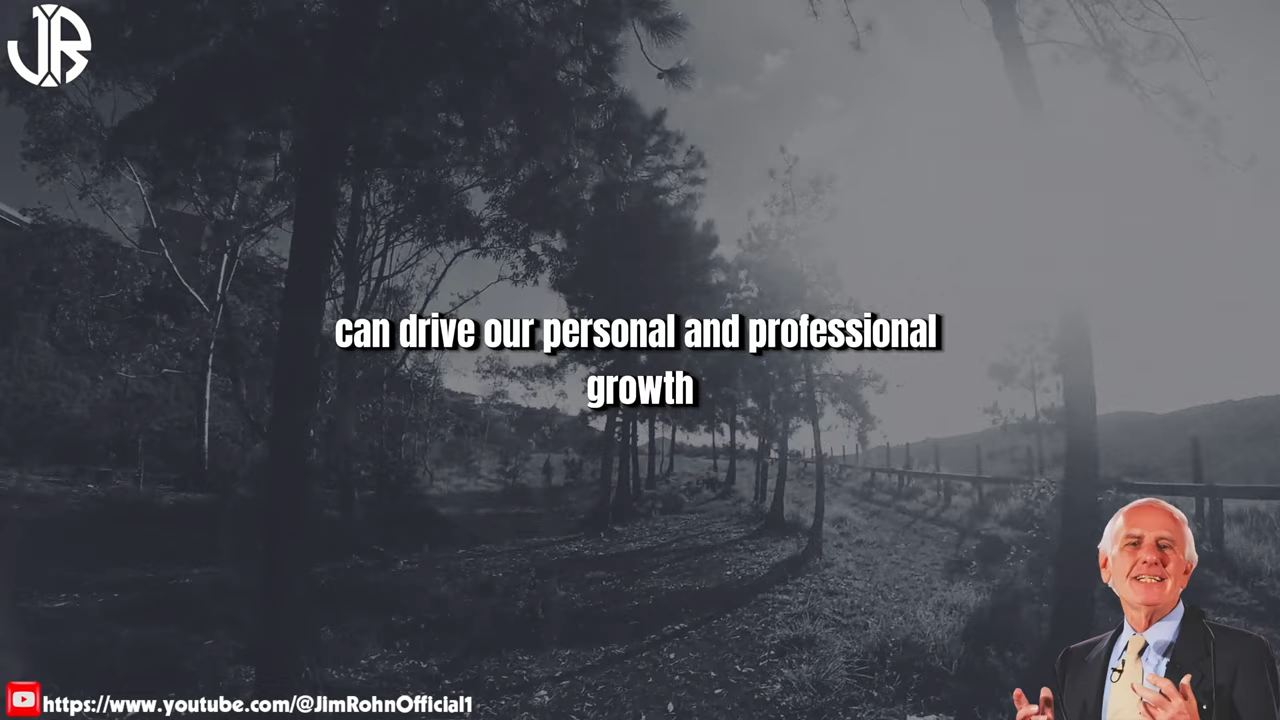 JR
can drive our personal and professional
growth
https://www.youtube.com/@JimRohnOfficial1